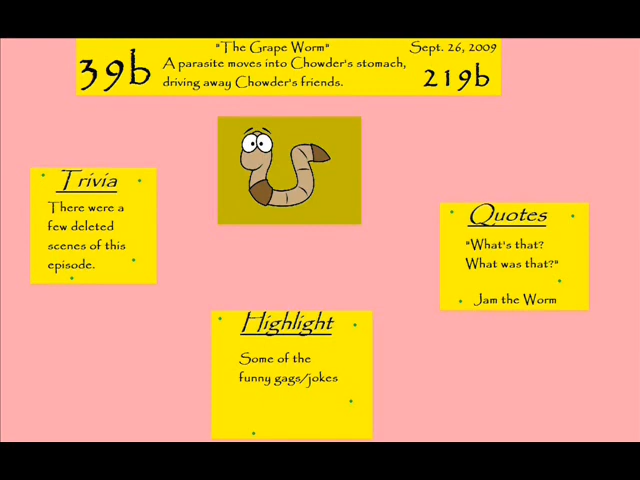 39b
"The Grape Worm"
Sept. 26, 2009
A parasite moves into Chowder's stomach,
driving away Chowder's friends.
219b
Trivia
There were a
few deleted
scenes of this
episode.
Quotes
"What's that?
What was that?"
Jam the Worm
Highlight
Some of the
funny gags/jokes